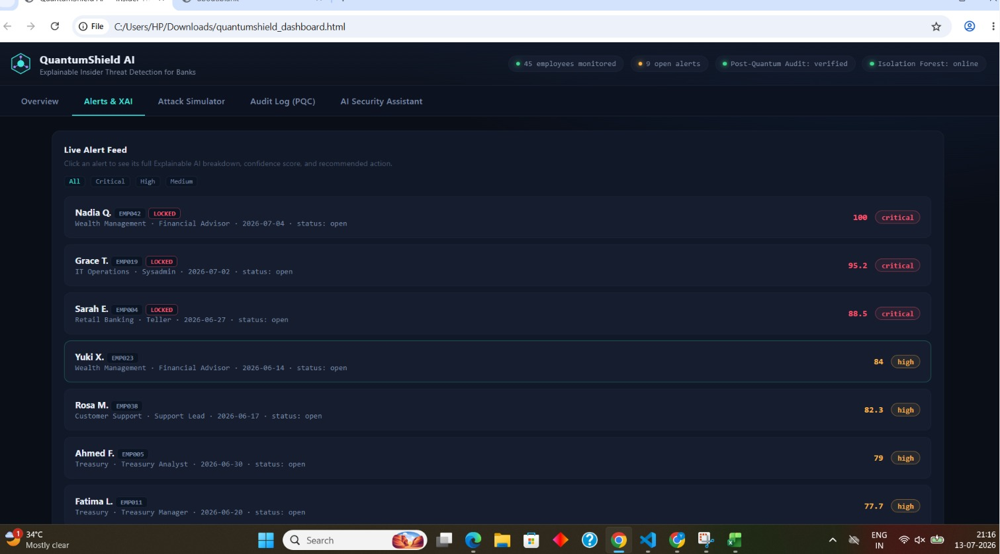 File C:/Users/HP/Downloads/quantumshield_dashboard.html
QuantumShield AI
Explainable Insider Threat Detection for Banks
45 employees monitored
9 open alerts
Post-Quantum Audit: verified
Isolation Forest: online
Overview Alerts & XAI Attack Simulator Audit Log (PQC) AI Security Assistant
Live Alert Feed
Click an alert to see its full Explainable AI breakdown, confidence score, and recommended action.
All Critical High Medium
Nadia Q. EMP042 LOCKED
Wealth Management · Financial Advisor · 2026-07-04 · status: open
100 critical
Grace T. EMP019 LOCKED
IT Operations · Sysadmin · 2026-07-02 · status: open
95.2 critical
Sarah E. EMP004 LOCKED
Retail Banking · Teller · 2026-06-27 · status: open
88.5 critical
Yuki X. EMP023
Wealth Management · Financial Advisor · 2026-06-14 · status: open
84 high
Rosa M. EMP038
Customer Support · Support Lead · 2026-06-17 · status: open
82.3 high
Ahmed F. EMP005
Treasury · Treasury Analyst · 2026-06-30 · status: open
79 high
Fatima L. EMP011
Treasury · Treasury Manager · 2026-06-20 · status: open
77.7 high
1
34°C
Mostly clear
Search
ENG
IN
21:16
13-07-2026